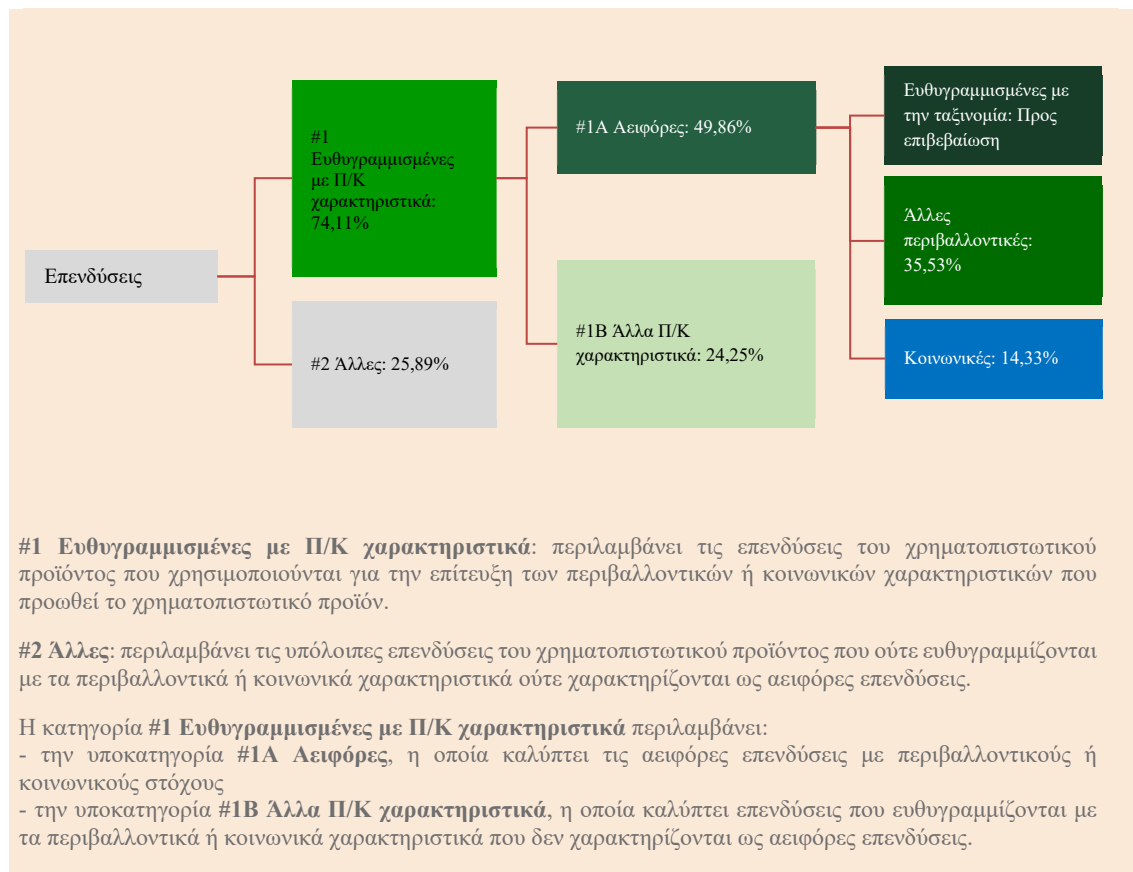 Επενδύσεις
#1
Ευθυγραμμισμένες
με Π/Κ
χαρακτηριστικά:
74,11%
#2 Άλλες: 25,89%
#1Α Αειφόρες: 49,86%
#1Β Άλλα Π/Κ
χαρακτηριστικά: 24,25%
Ευθυγραμμισμένες με
την ταξινομία: Προς
επιβεβαίωση
Άλλες
περιβαλλοντικές:
35,53%
Κοινωνικές: 14,33%
#1 Ευθυγραμμισμένες με Π/Κ χαρακτηριστικά: περιλαμβάνει τις επενδύσεις του χρηματοπιστωτικού
προϊόντος που χρησιμοποιούνται για την επίτευξη των περιβαλλοντικών ή κοινωνικών χαρακτηριστικών που
προωθεί το χρηματοπιστωτικό προϊόν.
#2 Άλλες: περιλαμβάνει τις υπόλοιπες επενδύσεις του χρηματοπιστωτικού προϊόντος που ούτε ευθυγραμμίζονται
με τα περιβαλλοντικά ή κοινωνικά χαρακτηριστικά ούτε χαρακτηρίζονται ως αειφόρες επενδύσεις.
Η κατηγορία #1 Ευθυγραμμισμένες με Π/Κ χαρακτηριστικά περιλαμβάνει:
- την υποκατηγορία #1Α Αειφόρες, η οποία καλύπτει τις αειφόρες επενδύσεις με περιβαλλοντικούς ή
κοινωνικούς στόχους
- την υποκατηγορία #1Β Άλλα Π/Κ χαρακτηριστικά, η οποία καλύπτει επενδύσεις που ευθυγραμμίζονται με
τα περιβαλλοντικά ή κοινωνικά χαρακτηριστικά που δεν χαρακτηρίζονται ως αειφόρες επενδύσεις.